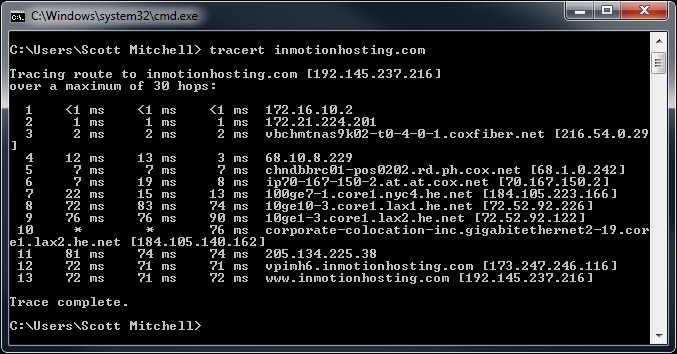 C:\Windows\system32\cmd.exe
C:\Users\Scott Mitchell> tracert inmotionhosting.com
Tracing route to inmotionhosting.com [192.145.237.216]
over a maximum of 30 hops:
1 <1 ms <1 ms <1 ms 172.16.10.2
2 1 ms 1 ms 1 ms 172.21.224.201
3 2 ms 2 ms 2 ms vbchmtnas9k02-t0-4-0-1.coxfiber.net [216.54.0.29
]
4 12 ms 13 ms 3 ms 68.10.8.229
5 7 ms 7 ms 7 ms chndbbrc01-pos0202.rd.ph.cox.net [68.1.0.242]
6 7 ms 19 ms 8 ms ip70-167-150-2.at.at.cox.net [70.167.150.2]
7 22 ms 15 ms 13 ms 100ge7-1.core1.nyc4.he.net [184.105.223.166]
8 72 ms 83 ms 74 ms 10ge10-3.core1.lax1.he.net [72.52.92.226]
9 76 ms 76 ms 90 ms 10ge1-3.core1.lax2.he.net [72.52.92.122]
10 * * 76 ms corporate-colocation-inc.gigabitethernet2-19.cor
e1.lax2.he.net [184.105.140.162]
11 81 ms 74 ms 74 ms 205.134.225.38
12 72 ms 71 ms 71 ms vpimh6.inmotionhosting.com [173.247.246.116]
13 72 ms 71 ms 72 ms www.inmotionhosting.com [192.145.237.216]
Trace complete.
C:\Users\Scott Mitchell>